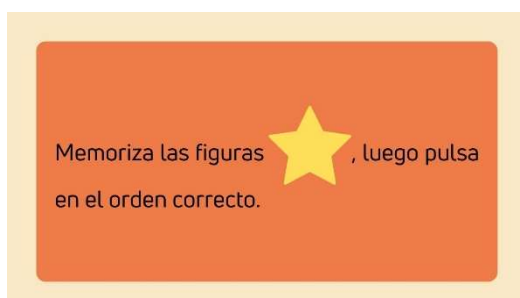 Memoriza las figuras , luego pulsa
en el orden correcto.